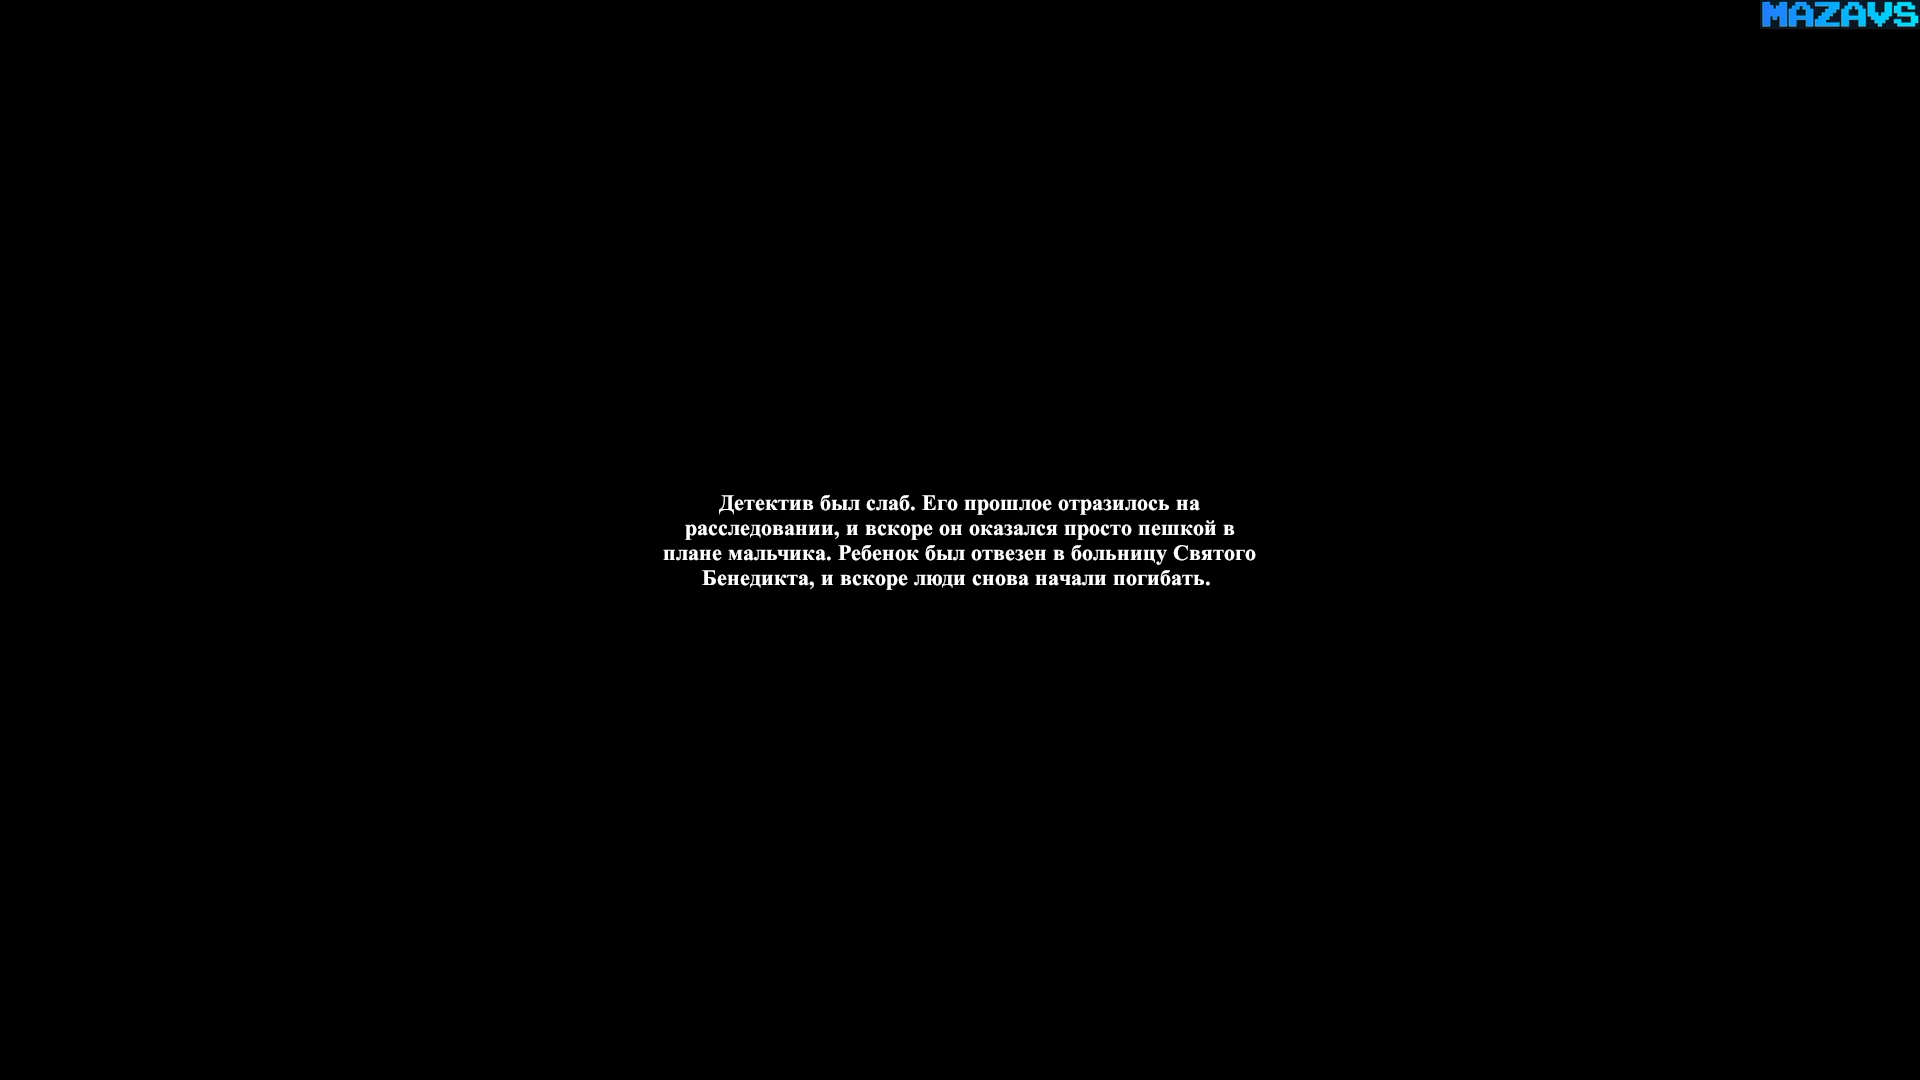 MAZAVS
Детектив был слаб. Его прошлое отразилось на
расследовании, и вскоре он оказался просто пешкой в
плане мальчика. Ребенок был отвезен в больницу Святого
Бенедикта, и вскоре люди снова начали погибать.